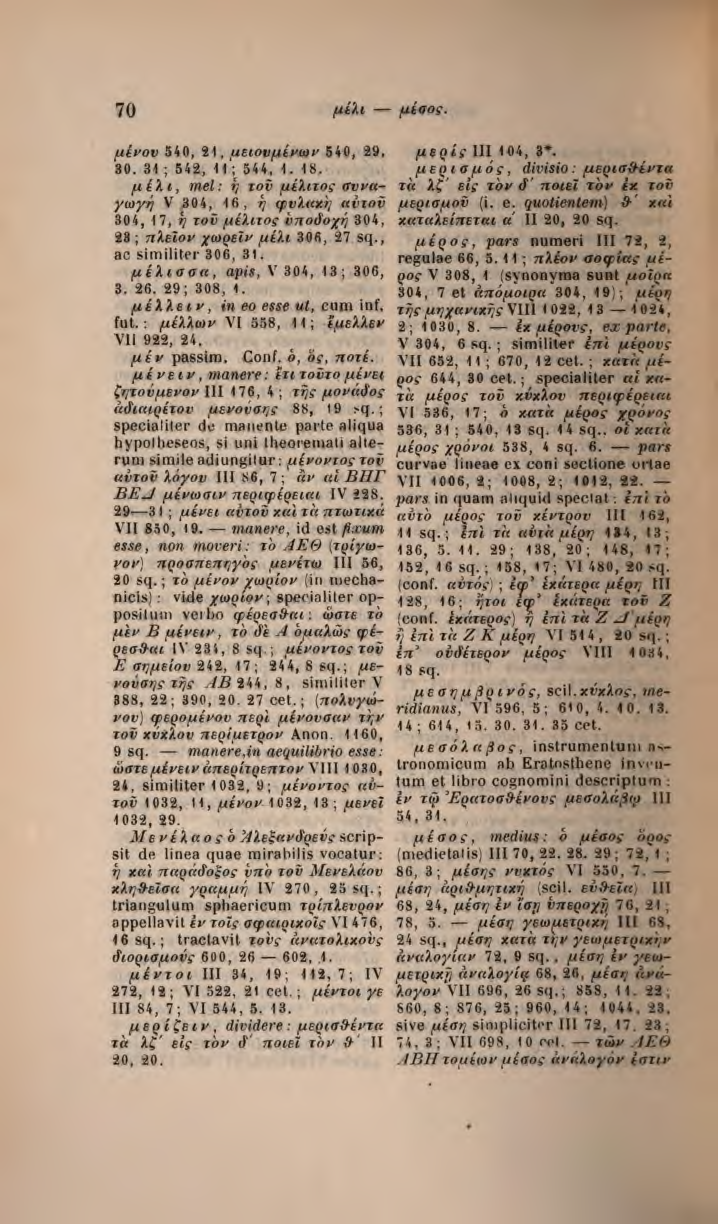 70
μέλι — μέσος.
μένου 540, 21, μειουμένων 540, 29,
30. 31; 542, 11; 544, 1. 18.
μέλι, mel: ἡ τοῦ μέλιτος συνα-
γωγή V 304, 16, ἡ φυλακὴ αὐτοῦ
304, 17, ἡ τοῦ μέλιτος ὑποδοχή 304,
23; πλεῖον χωρεῖν μέλι 306, 27 sq.,
ac similiter 306, 31.
μέλισσα, apis, V 304, 13; 306,
3. 26. 29; 308, 1.
μέλλειν, in eo esse ut, cum inf.
fut.: μέλλων VI 558, 11; ἔμελλεν
VII 922, 24.
μέν passim. Conf. ὁ, ὅς, ποτέ.
μένειν, manere: ἔτι τοῦτο μένει
ζητούμενον III 176, 4; τῆς μονάδος
ἀδιαιρέτου μενούσης 88, 19 sq.;
specialiter de manente parte aliqua
hypotheseos, si uni theoremati alte-
rum simile adiungitur: μένοντος τοῦ
αὐτοῦ λόγου III 86, 7; ἂν αἱ ΒΗΓ
ΒΕΔ μένωσιν περιφέρειαι IV 228,
29—31; μένει αὐτοῦ καὶ τὰ πτωτικά
VII 850, 19. — manere, id est fixum
esse, non moveri: τὸ ΔΕΘ (τρίγω-
νον) προσπεπηγὸς μενέτω III 56,
20 sq.; τὸ μένον χωρίον (in mecha-
nicis): vide χωρίον; specialiter op-
positum verbo φέρεσθαι: ὥστε τὸ
μὲν Β μένειν, τὸ δὲ Α ὁμαλῶς φέ-
ρεσθαι IV 234, 8 sq.; μένοντος τοῦ
Ε σημείου 242, 17; 244, 8 sq.; με-
νούσης τῆς ΑΒ 244, 8, similiter V
388, 22; 390, 20. 27 cet.; (πολυγώ-
νου) φερομένου περὶ μένουσαν τὴν
τοῦ κύκλου περίμετρον Anon. 1160,
9 sq. — manere, in aequilibrio esse:
ὥστε μένειν ἀπερίτρεπτον VIII 1030,
24, similiter 1032, 9; μένοντος αὐ-
τοῦ 1032, 11, μένον 1032, 13; μενεῖ
1032, 29.
Μενέλαος ὁ Ἀλεξανδρεύς scrip-
sit de linea quae mirabilis vocatur:
ἡ καὶ παράδοξος ὑπὸ τοῦ Μενελάου
κληθεῖσα γραμμή IV 270, 25 sq.;
triangulum sphaericum τρίπλευρον
appellavit ἐν τοῖς σφαιρικοῖς VI 476,
16 sq.; tractavit τοὺς ἀνατολικοὺς
διορισμούς 600, 26 — 602, 1.
μέντοι III 34, 19; 112, 7; IV
272, 12; VI 522, 21 cet.; μέντοι γε
III 84, 7; VI 544, 5. 13.
μερίζειν, dividere: μερισθέντα
τὰ λζ´ εἰς τὸν δ´ ποιεῖ τὸν θ´ II
20, 20.
μερίς III 104, 3*.
μερισμός, divisio: μερισθέντα
τὰ λζ´ εἰς τὸν δ´ ποιεῖ τὸν ἐκ τοῦ
μερισμοῦ (i. e. quotientem) θ´ καὶ
καταλείπεται α´ II 20, 20 sq.
μέρος, pars numeri III 72, 2,
regulae 66, 5. 11; πλέον σοφίας μέ-
ρος V 308, 1 (synonyma sunt μοῖρα
304, 7 et ἀπόμοιρα 304, 19); μέρη
τῆς μηχανικῆς VIII 1022, 13 — 1024,
2; 1030, 8. — ἐκ μέρους, ex parte,
V 304, 6 sq.; similiter ἐπὶ μέρους
VII 652, 11; 670, 12 cet.; κατὰ μέ-
ρος 644, 30 cet.; specialiter αἱ κα-
τὰ μέρος τοῦ κύκλου περιφέρειαι
VI 536, 17; ὁ κατὰ μέρος χρόνος
536, 31; 540, 13 sq. 14 sq., οἱ κατὰ
μέρος χρόνοι 538, 4 sq. 6. — pars
curvae lineae ex coni sectione ortae
VII 1006, 2; 1008, 2; 1012, 22. —
pars in quam aliquid spectat: ἐπὶ τὸ
αὐτὸ μέρος τοῦ κέντρου III 162,
11 sq.; ἐπὶ τὰ αὐτὰ μέρη 134, 13;
136, 5. 11. 29; 138, 20; 148, 17;
152, 16 sq.; 158, 17; VI 480, 20 sq.
(conf. αὐτός); ἐφ’ ἑκάτερα μέρη III
128, 16; ἤτοι ἐφ’ ἑκάτερα τοῦ Ζ
(conf. ἑκάτερος) ἢ ἐπὶ τὰ Ζ Δ μέρη
ἢ ἐπὶ τὰ Ζ Κ μέρη VI 514, 20 sq.;
ἐπ’ οὐδέτερον μέρος VIII 1034,
18 sq.
μεσημβρινός, scil. κύκλος, me-
ridianus, VI 596, 5; 610, 4. 10. 13.
14; 614, 15. 30. 31. 35 cet.
μεσόλαβος, instrumentum as-
tronomicum ab Eratosthene inven-
tum et libro cognomini descriptum:
ἐν τῷ Ἐρατοσθένους μεσολάβῳ III
54, 31.
μέσος, medius: ὁ μέσος ὅρος
(medietatis) III 70, 22. 28. 29; 72, 1;
86, 3; μέσης νυκτός VI 550, 7. —
μέση ἀριθμητική (scil. εὐθεῖα) III
68, 24, μέση ἐν ἴσῃ ὑπεροχῇ 76, 21;
78, 5. — μέση γεωμετρική III 68,
24 sq., μέση κατὰ τὴν γεωμετρικὴν
ἀναλογίαν 72, 9 sq., μέση ἐν γεω-
μετρικῇ ἀναλογίᾳ 68, 26, μέση ἀνά-
λογον VII 696, 26 sq.; 858, 11. 22;
860, 8; 876, 25; 960, 14; 1044, 23,
sive μέση simpliciter III 72, 17. 23;
74, 3; VII 698, 10 cet. — τῶν ΔΕΘ
ΑΒΗ τομέων μέσος ἀνάλογόν ἐστιν